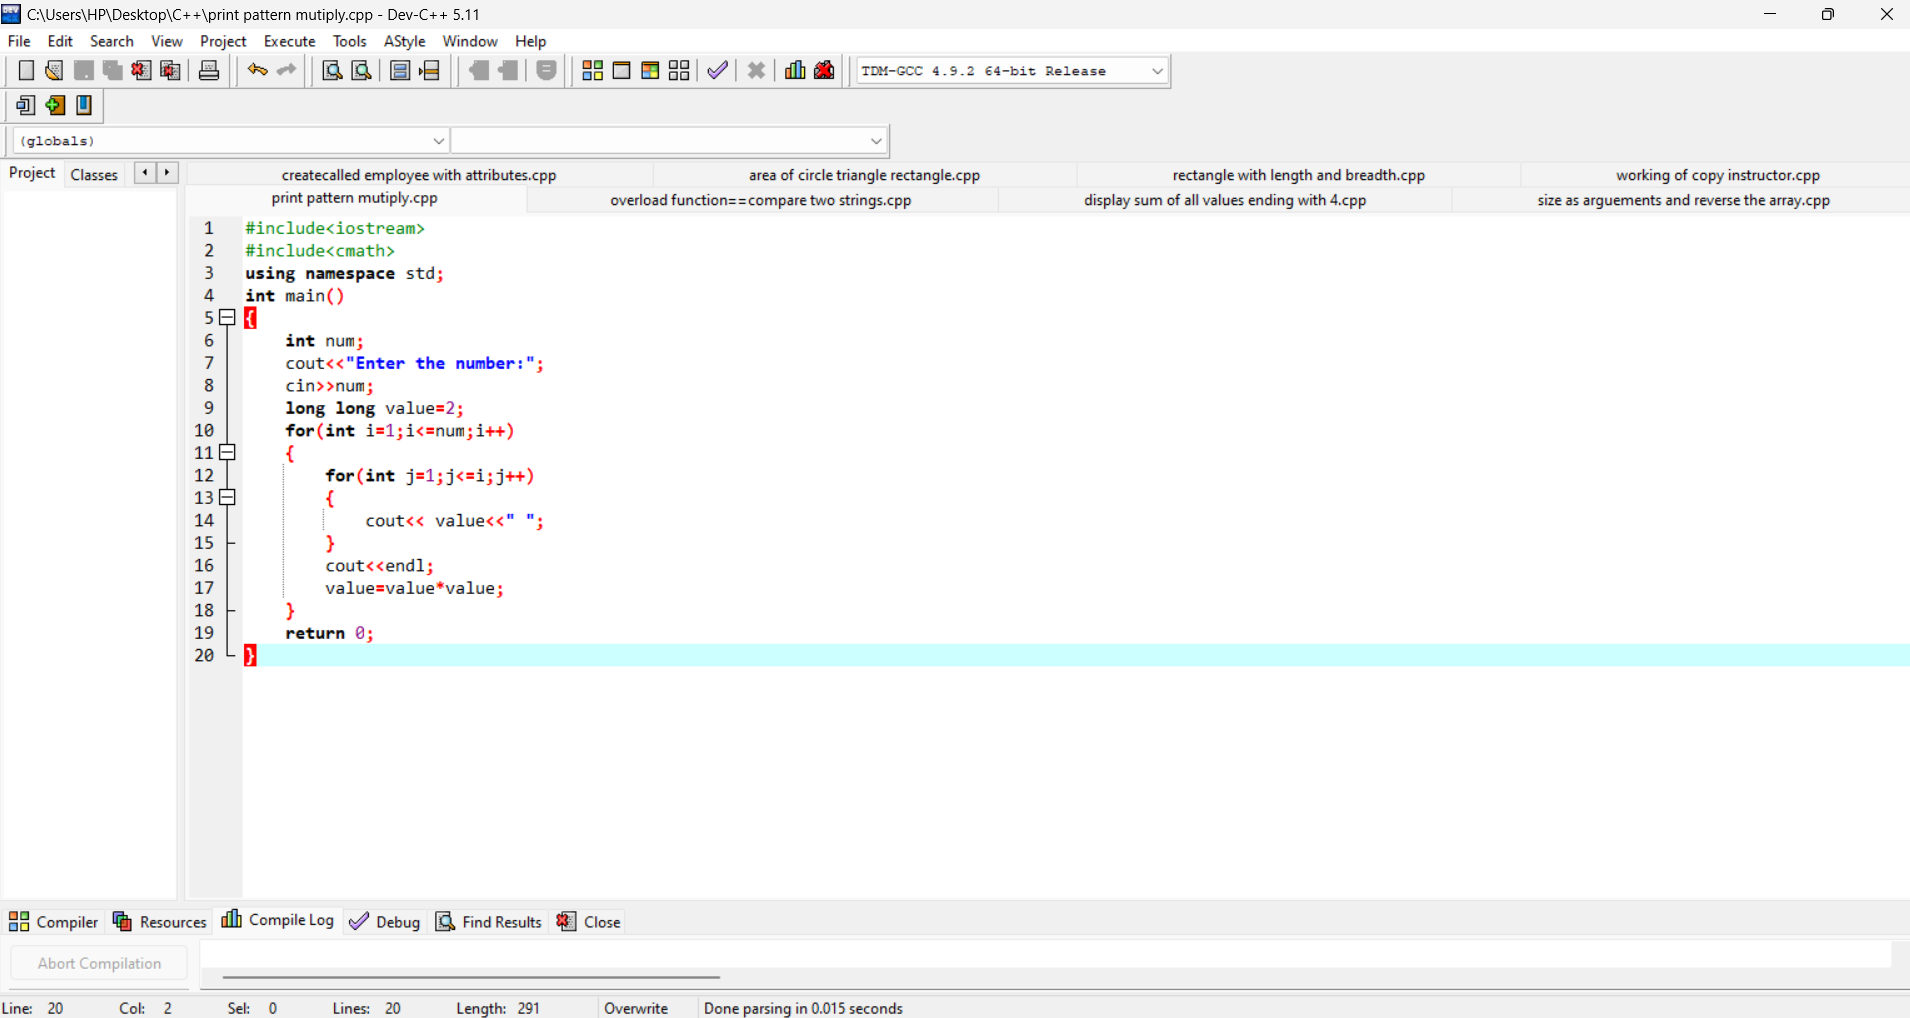 C:\Users\HP\Desktop\C++\print pattern mutiply.cpp - Dev-C++ 5.11
File Edit Search View Project Execute Tools AStyle Window Help
TDM-GCC 4.9.2 64-bit Release
(globals)
Project Classes
createcalled employee with attributes.cpp area of circle triangle rectangle.cpp rectangle with length and breadth.cpp working of copy instructor.cpp
print pattern mutiply.cpp overload function==compare two strings.cpp display sum of all values ending with 4.cpp size as arguements and reverse the array.cpp
1 #include<iostream>
2 #include<cmath>
3 using namespace std;
4 int main()
5 {
6 int num;
7 cout<<"Enter the number:";
8 cin>>num;
9 long long value=2;
10 for(int i=1;i<=num;i++)
11 {
12 for(int j=1;j<=i;j++)
13 {
14 cout<< value<<" ";
15 }
16 cout<<endl;
17 value=value*value;
18 }
19 return 0;
20 }
Compiler Resources Compile Log Debug Find Results Close
Abort Compilation
Line: 20 Col: 2 Sel: 0 Lines: 20 Length: 291 Overwrite Done parsing in 0.015 seconds